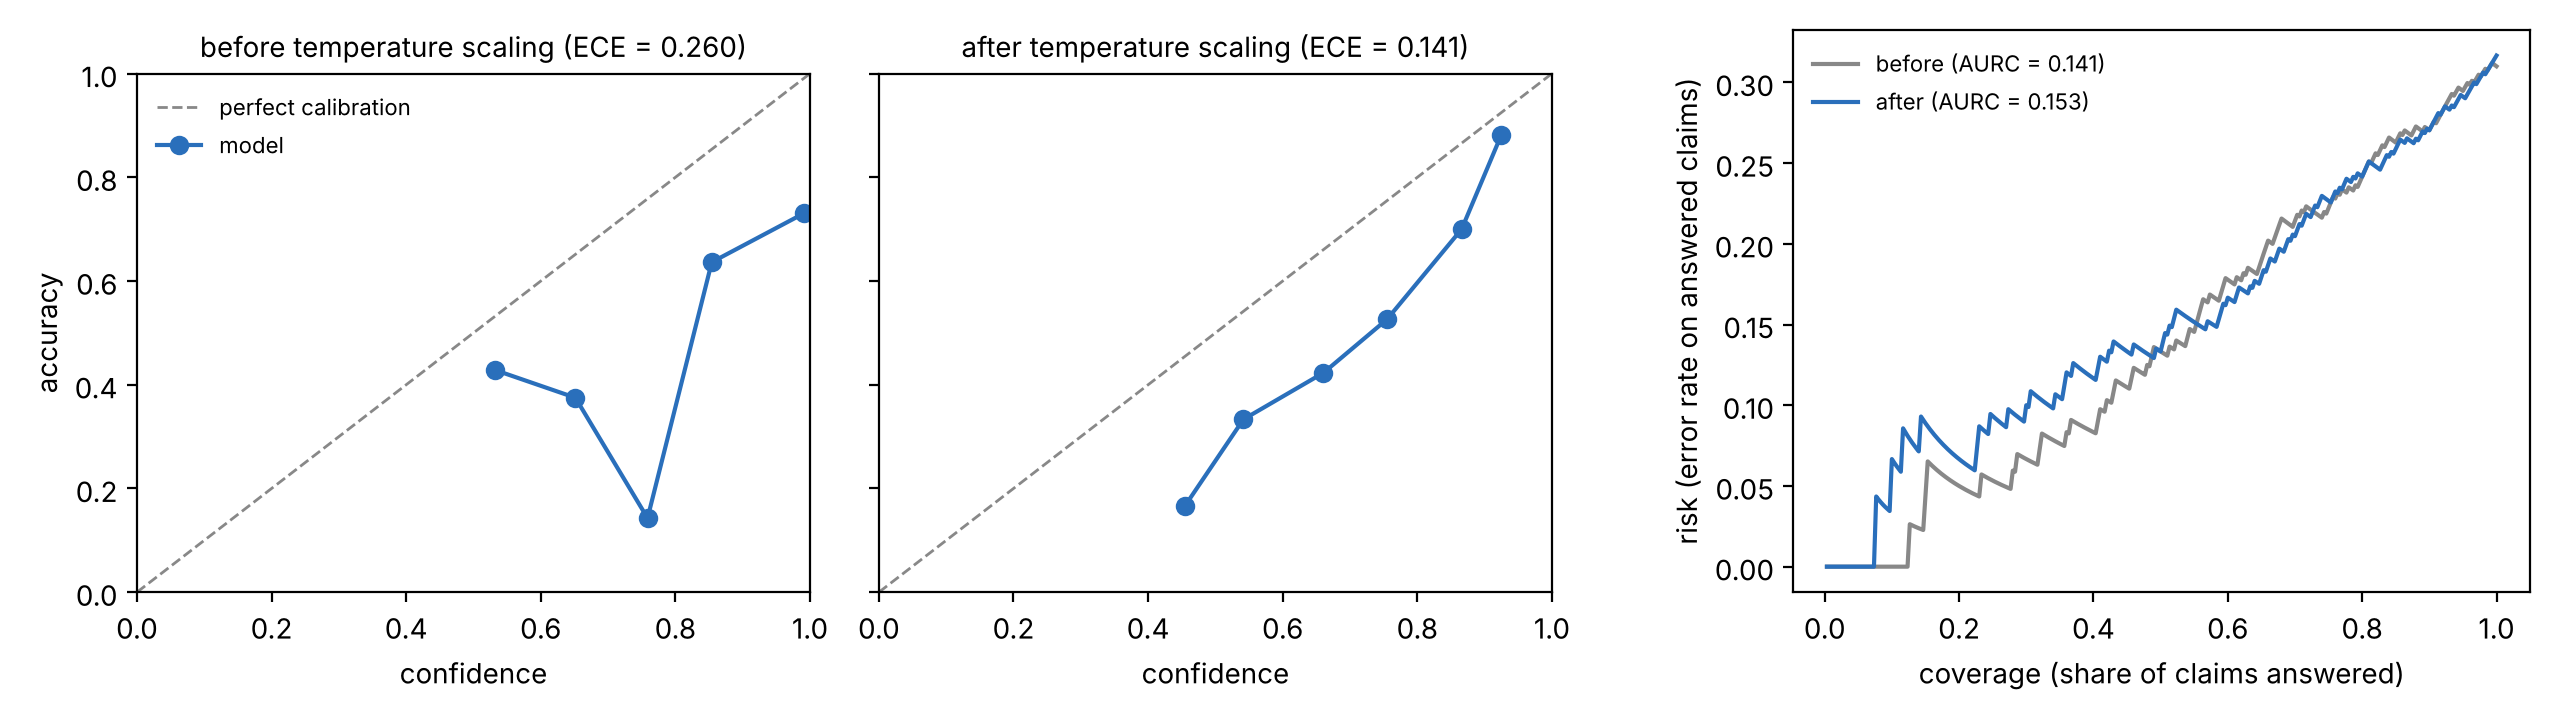 before temperature scaling (ECE = 0.260)
1.0
0.8
0.6
0.4
0.2
0.0
accuracy
perfect calibration
model
0.0 0.2 0.4 0.6 0.8 1.0
confidence
after temperature scaling (ECE = 0.141)
0.0 0.2 0.4 0.6 0.8 1.0
confidence
risk (error rate on answered claims)
0.30
0.25
0.20
0.15
0.10
0.05
0.00
before (AURC = 0.141)
after (AURC = 0.153)
0.0 0.2 0.4 0.6 0.8 1.0
coverage (share of claims answered)